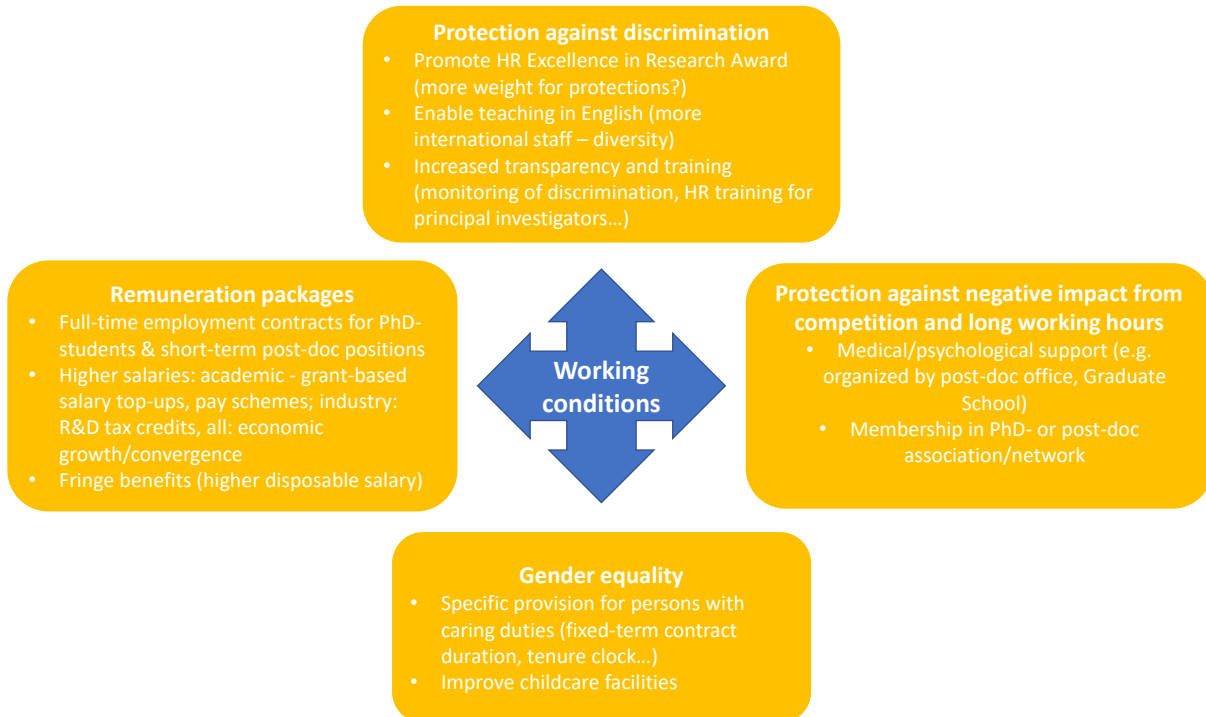 Protection against discrimination
• Promote HR Excellence in Research Award
(more weight for protections?)
• Enable teaching in English (more
international staff – diversity)
• Increased transparency and training
(monitoring of discrimination, HR training for
principal investigators…)
Remuneration packages
• Full-time employment contracts for PhD-
students & short-term post-doc positions
• Higher salaries: academic - grant-based
salary top-ups, pay schemes; industry:
R&D tax credits, all: economic
growth/convergence
• Fringe benefits (higher disposable salary)
Working
conditions
Protection against negative impact from
competition and long working hours
• Medical/psychological support (e.g.
organized by post-doc office, Graduate
School)
• Membership in PhD- or post-doc
association/network
Gender equality
• Specific provision for persons with
caring duties (fixed-term contract
duration, tenure clock…)
• Improve childcare facilities